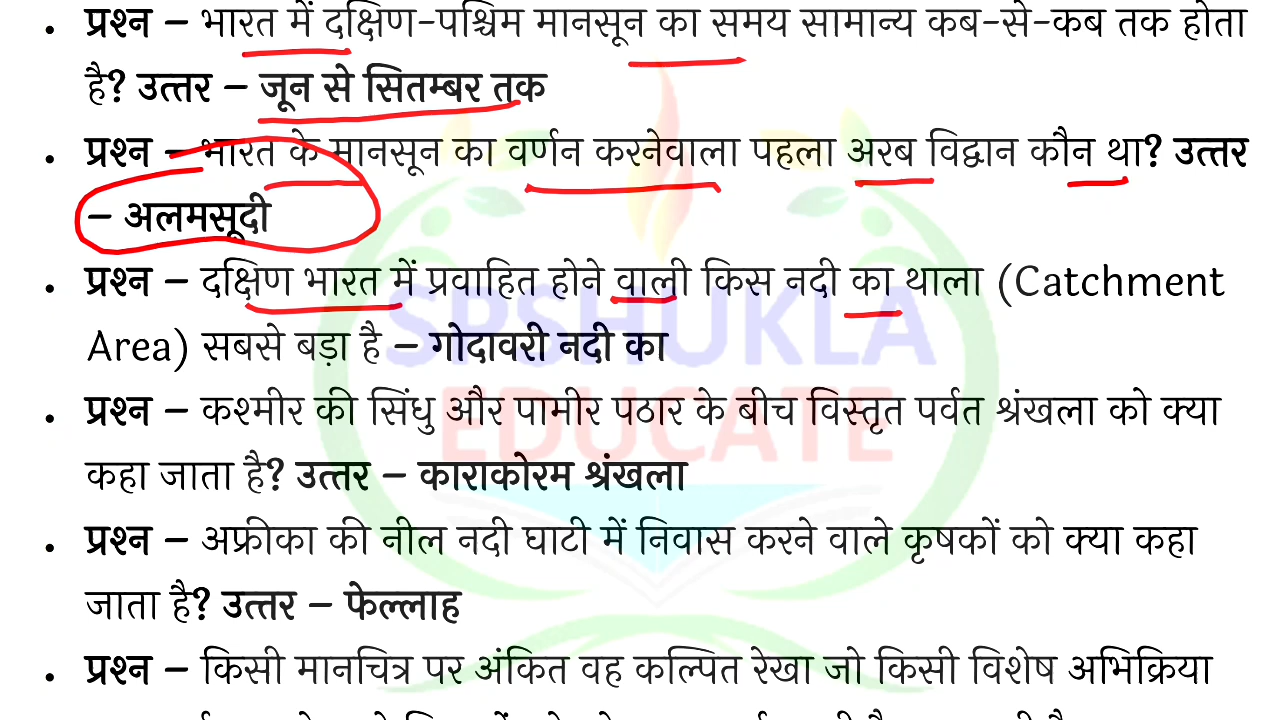 • प्रश्न – भारत में दक्षिण-पश्चिम मानसून का समय सामान्य कब-से-कब तक होता
है? उत्तर – जून से सितम्बर तक
• प्रश्न – भारत के मानसून का वर्णन करनेवाला पहला अरब विद्वान कौन था? उत्तर
– अलमसूदी
• प्रश्न – दक्षिण भारत में प्रवाहित होने वाली किस नदी का थाला (Catchment
Area) सबसे बड़ा है – गोदावरी नदी का
• प्रश्न – कश्मीर की सिंधु और पामीर पठार के बीच विस्तृत पर्वत श्रंखला को क्या
कहा जाता है? उत्तर – काराकोरम श्रंखला
• प्रश्न – अफ्रीका की नील नदी घाटी में निवास करने वाले कृषकों को क्या कहा
जाता है? उत्तर – फेल्लाह
• प्रश्न – किसी मानचित्र पर अंकित वह कल्पित रेखा जो किसी विशेष अभिक्रिया
SPSHUKLA
EDUCATE